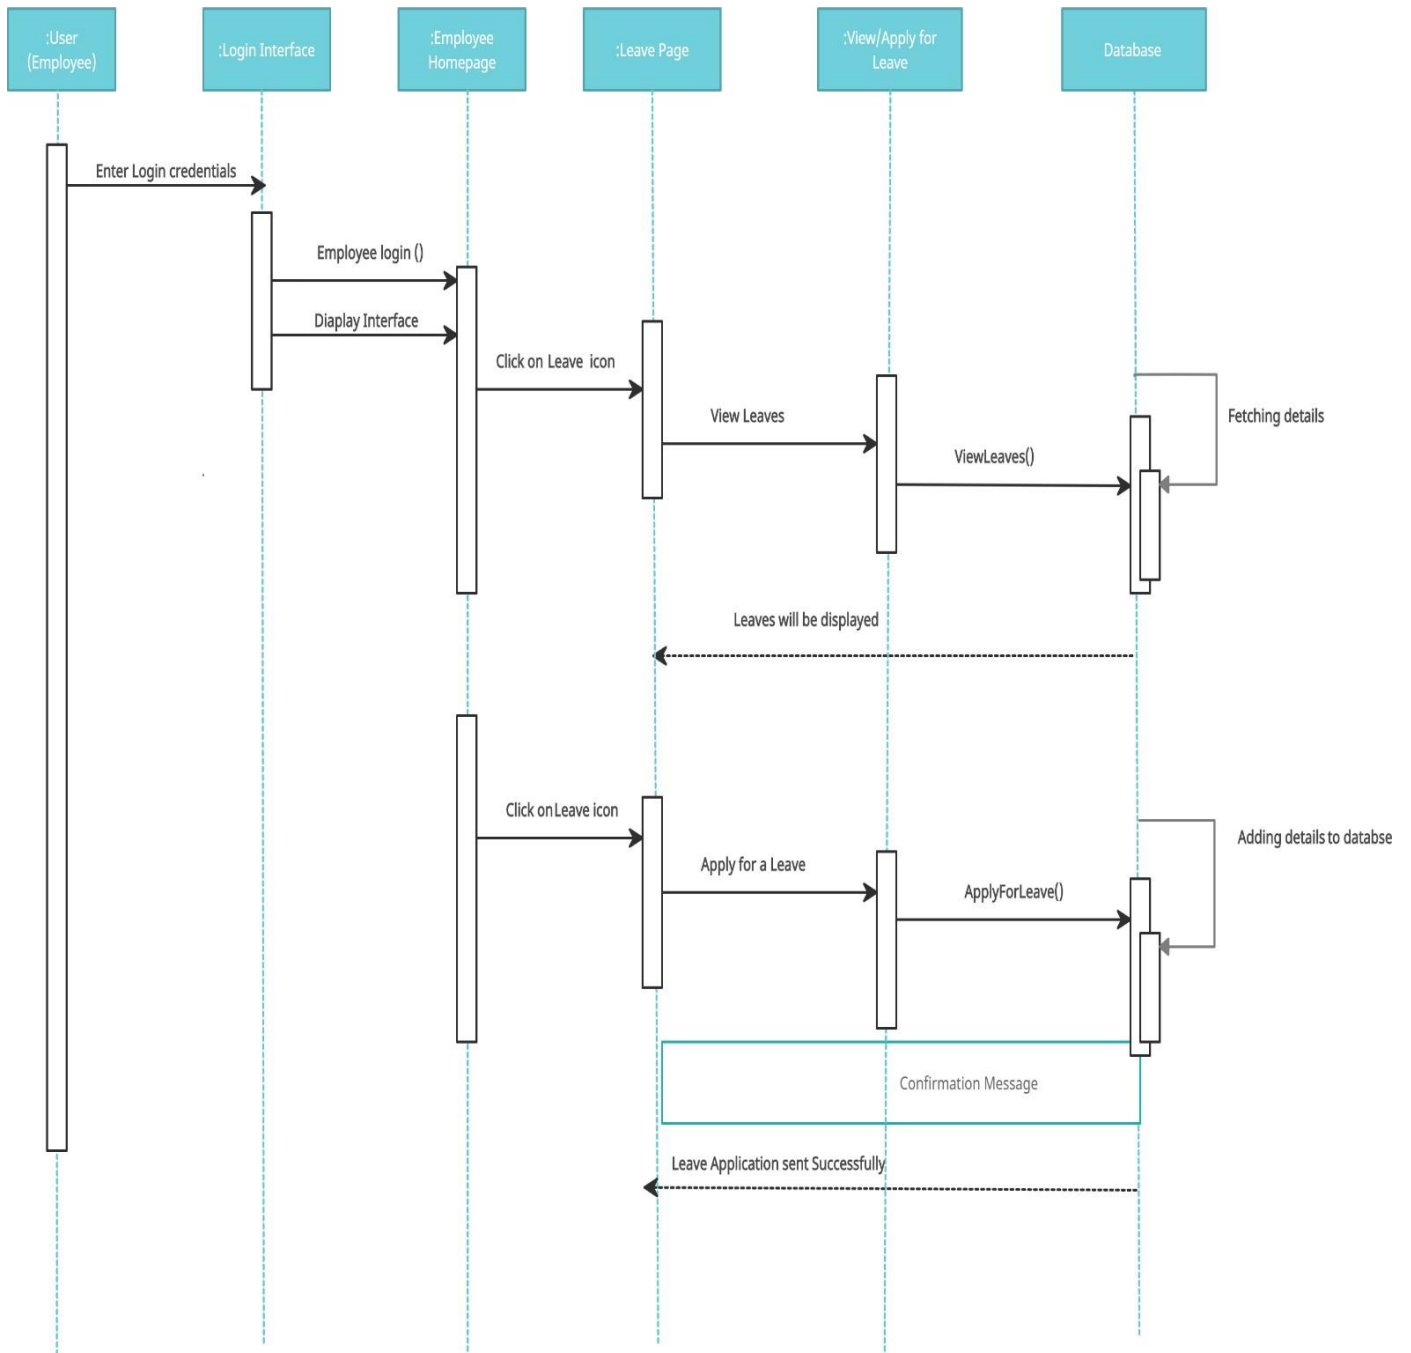 :User
(Employee)
:Login Interface
:Employee
Homepage
:Leave Page
:View/Apply for
Leave
Database
Enter Login credentials
Employee login ()
Diaplay Interface
Click on Leave icon
View Leaves
Fetching details
ViewLeaves()
Leaves will be displayed
Click on Leave icon
Adding details to databse
Apply for a Leave
ApplyForLeave()
Confirmation Message
Leave Application sent Successfully